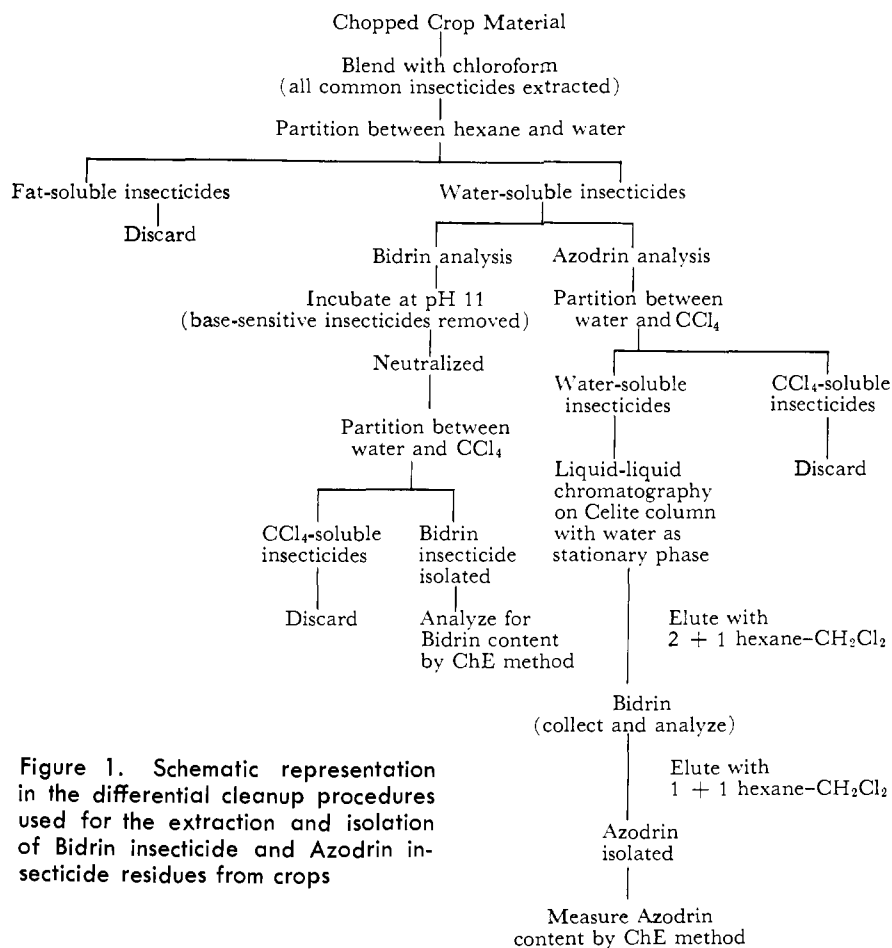 Chopped Crop Material
Blend with chloroform
(all common insecticides extracted)
Partition between hexane and water
Fat-soluble insecticides
Discard
Water-soluble insecticides
Bidrin analysis
Incubate at pH 11
(base-sensitive insecticides removed)
Neutralized
Partition between
water and CCl₄
CCl₄-soluble
insecticides
Discard
Bidrin
insecticide
isolated
Analyze for
Bidrin content
by ChE method
Azodrin analysis
Partition between
water and CCl₄
Water-soluble
insecticides
CCl₄-soluble
insecticides
Discard
Liquid-liquid
chromatography
on Celite column
with water as
stationary phase
Elute with
2 + 1 hexane–CH₂Cl₂
Bidrin
(collect and analyze)
Elute with
1 + 1 hexane–CH₂Cl₂
Azodrin
isolated
Measure Azodrin
content by ChE method
Figure 1. Schematic representation
in the differential cleanup procedures
used for the extraction and isolation
of Bidrin insecticide and Azodrin in-
secticide residues from crops